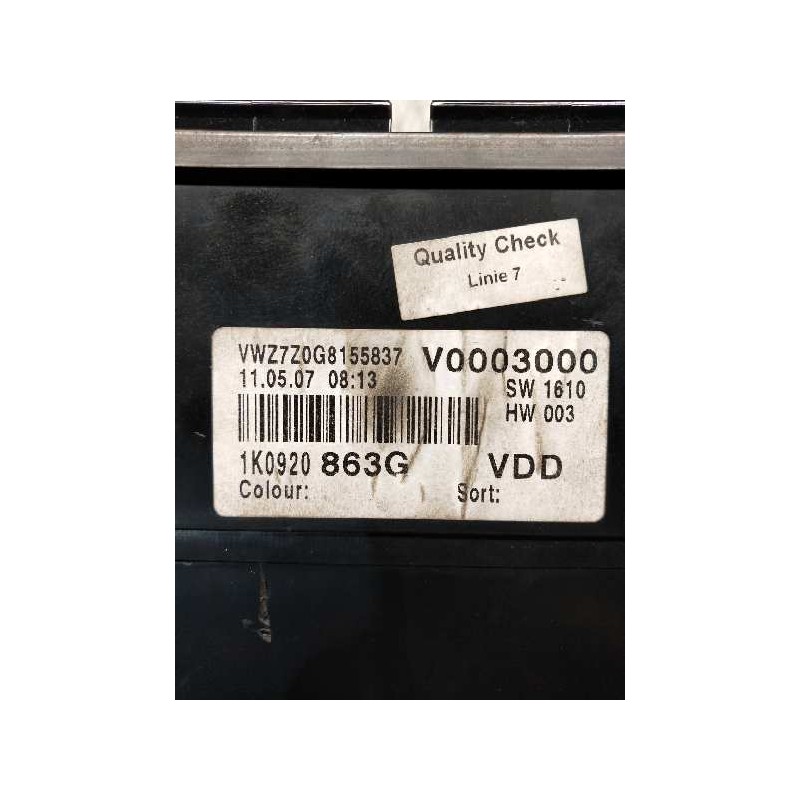 Quality Check
Linie 7
VWZ7Z0G8155837 V0003000
11.05.07 08:13 SW 1610
HW 003
1K0920 863G VDD
Colour: Sort: